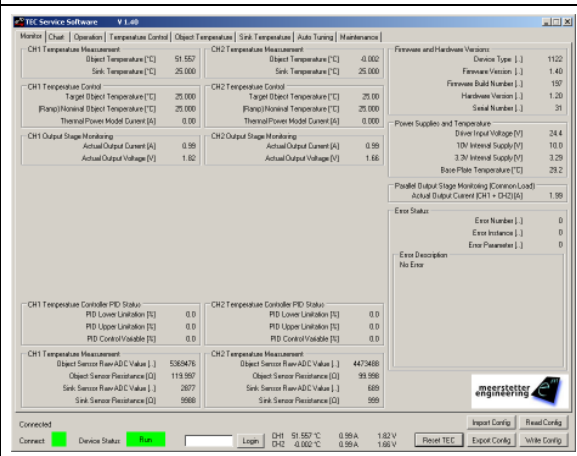 TEC Service Software V 1.40
Monitor Chart Operation Temperature Control Object Temperature Sink Temperature Auto Tuning Maintenance
CH1 Temperature Measurement
Object Temperature [°C] 51.557
Sink Temperature [°C] 25.000
CH1 Temperature Control
Target Object Temperature [°C] 25.000
(Ramp) Nominal Object Temperature [°C] 25.000
Thermal Power Model Current [A] 0.00
CH1 Output Stage Monitoring
Actual Output Current [A] 0.99
Actual Output Voltage [V] 1.82
CH1 Temperature Controller PID Status
PID Lower Limitation [%] 0.0
PID Upper Limitation [%] 0.0
PID Control Variable [%] 0.0
CH1 Temperature Measurement
Object Sensor Raw ADC Value [..] 5369476
Object Sensor Resistance [Ω] 119.997
Sink Sensor Raw ADC Value [..] 2877
Sink Sensor Resistance [Ω] 9988
CH2 Temperature Measurement
Object Temperature [°C] -0.002
Sink Temperature [°C] 25.000
CH2 Temperature Control
Target Object Temperature [°C] 25.00
(Ramp) Nominal Object Temperature [°C] 25.000
Thermal Power Model Current [A] 0.00
CH2 Output Stage Monitoring
Actual Output Current [A] 0.99
Actual Output Voltage [V] 1.66
CH2 Temperature Controller PID Status
PID Lower Limitation [%] 0.0
PID Upper Limitation [%] 0.0
PID Control Variable [%] 0.0
CH2 Temperature Measurement
Object Sensor Raw ADC Value [..] 4473488
Object Sensor Resistance [Ω] 99.998
Sink Sensor Raw ADC Value [..] 689
Sink Sensor Resistance [Ω] 999
Firmware and Hardware Versions
Device Type [..] 1122
Firmware Version [..] 1.40
Firmware Build Number [..] 197
Hardware Version [..] 1.20
Serial Number [..] 31
Power Supplies and Temperature
Driver Input Voltage [V] 24.4
10V Internal Supply [V] 10.0
3.3V Internal Supply [V] 3.29
Base Plate Temperature [°C] 29.2
Parallel Output Stage Monitoring (Common Load)
Actual Output Current (CH1 + CH2) [A] 1.99
Error Status
Error Number [..] 0
Error Instance [..] 0
Error Parameter [..] 0
Error Description
No Error
meerstetter
engineering
Connected
Import Config Read Config
Connect Device Status: Run Login
CH1 51.557 °C 0.99 A 1.82 V
CH2 -0.002 °C 0.99 A 1.66 V
Reset TEC Export Config Write Config